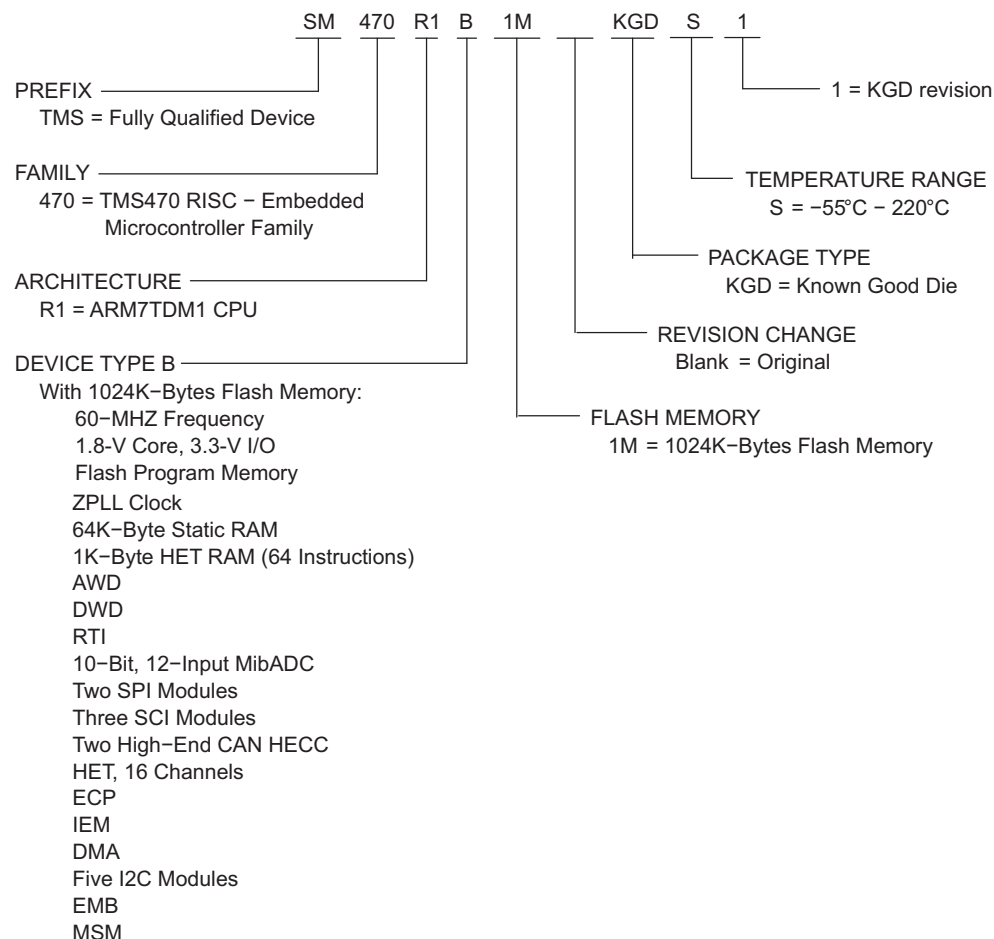 SM 470 R1 B 1M KGD S 1
PREFIX
TMS = Fully Qualified Device
FAMILY
470 = TMS470 RISC − Embedded
Microcontroller Family
ARCHITECTURE
R1 = ARM7TDM1 CPU
DEVICE TYPE B
With 1024K−Bytes Flash Memory:
60−MHZ Frequency
1.8-V Core, 3.3-V I/O
Flash Program Memory
ZPLL Clock
64K−Byte Static RAM
1K−Byte HET RAM (64 Instructions)
AWD
DWD
RTI
10−Bit, 12−Input MibADC
Two SPI Modules
Three SCI Modules
Two High−End CAN HECC
HET, 16 Channels
ECP
IEM
DMA
Five I2C Modules
EMB
MSM
1 = KGD revision
TEMPERATURE RANGE
S = −55°C − 220°C
PACKAGE TYPE
KGD = Known Good Die
REVISION CHANGE
Blank = Original
FLASH MEMORY
1M = 1024K−Bytes Flash Memory